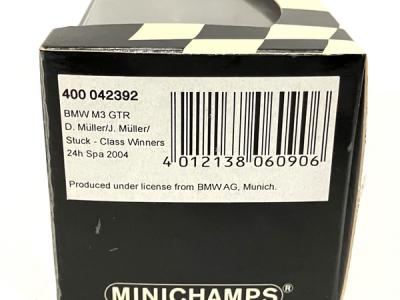 400 042392
BMW M3 GTR
D. Müller/J. Müller/
Stuck - Class Winners
24h Spa 2004
4 012138 060906
Produced under license from BMW AG, Munich.
MINICHAMPS®